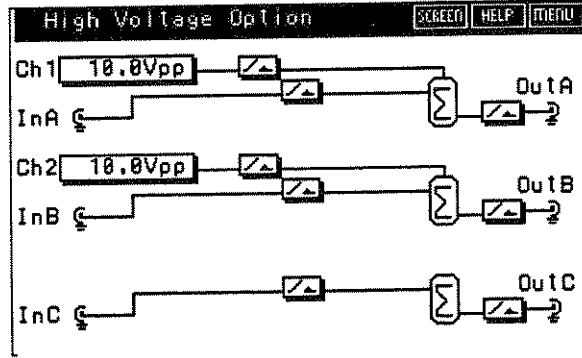 High Voltage Option SCREEN HELP MENU
Ch1 10.0Vpp
OutA
InA
Ch2 10.0Vpp
OutB
InB
OutC
InC